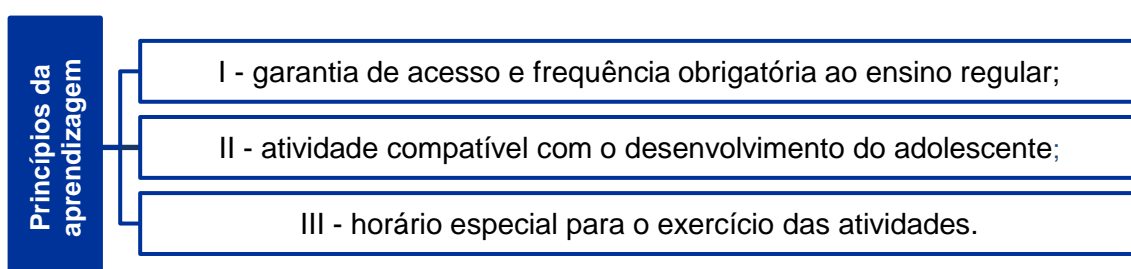 Princípios da
aprendizagem
I - garantia de acesso e frequência obrigatória ao ensino regular;
II - atividade compatível com o desenvolvimento do adolescente;
III - horário especial para o exercício das atividades.